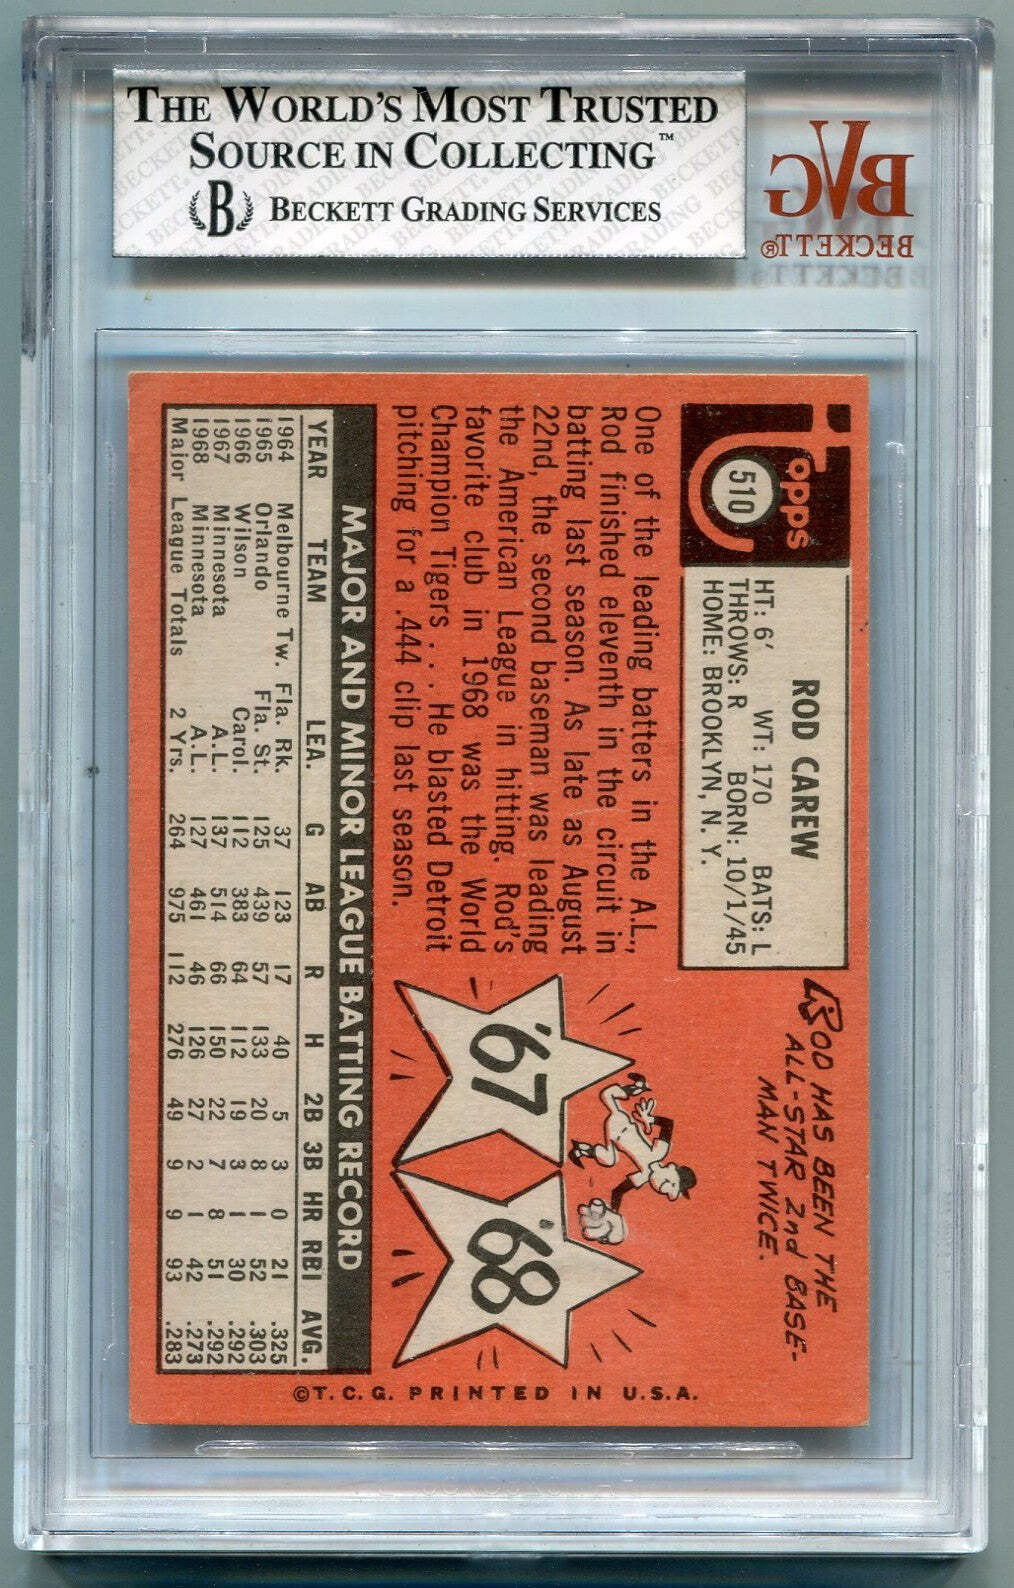 THE WORLD'S MOST TRUSTED
SOURCE IN COLLECTING™
B BECKETT GRADING SERVICES
BVG
BECKETT®
Topps
510
ROD CAREW
HT: 6' WT: 170 BATS: L
THROWS: R BORN: 10/1/45
HOME: BROOKLYN, N. Y.
One of the leading batters in the A.L.,
Rod finished eleventh in the circuit in
batting last season. As late as August
22nd, the second baseman was leading
the American League in hitting. Rod's
favorite club in 1968 was the World
Champion Tigers . . . He blasted Detroit
pitching for a .444 clip last season.
ROD HAS BEEN THE
ALL-STAR 2nd BASE-
MAN TWICE.
'67
'68
MAJOR AND MINOR LEAGUE BATTING RECORD
YEAR TEAM LEA. G AB R H 2B 3B HR RBI AVG.
1964 Melbourne Tw. Fla. Rk. 37 123 17 40 5 3 0 21 .325
1965 Orlando Fla. St. 125 439 57 133 20 8 1 52 .303
1966 Wilson Carol. 112 383 64 112 19 3 1 30 .292
1967 Minnesota A.L. 137 514 66 150 22 7 8 51 .292
1968 Minnesota A.L. 127 461 46 126 27 2 1 42 .273
Major League Totals 2 Yrs. 264 975 112 276 49 9 9 93 .283
©T.C.G. PRINTED IN U.S.A.